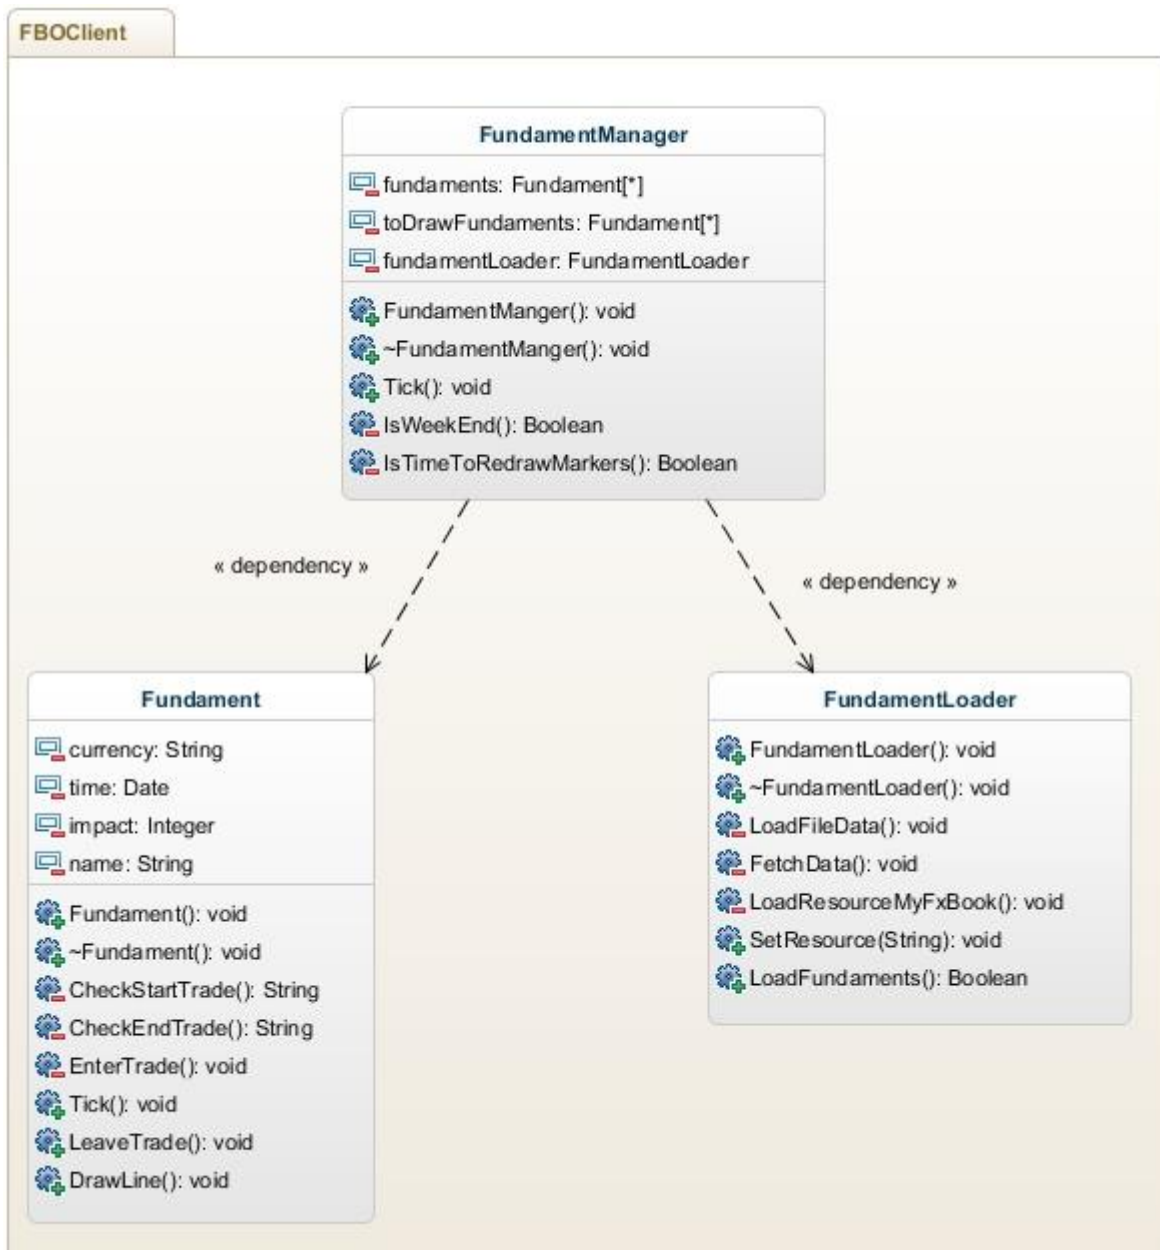 FBOClient
FundamentManager
fundaments: Fundament[*]
toDrawFundaments: Fundament[*]
fundamentLoader: FundamentLoader
FundamentManger(): void
~FundamentManger(): void
Tick(): void
IsWeekEnd(): Boolean
IsTimeToRedrawMarkers(): Boolean
« dependency »
« dependency »
Fundament
currency: String
time: Date
impact: Integer
name: String
Fundament(): void
~Fundament(): void
CheckStartTrade(): String
CheckEndTrade(): String
EnterTrade(): void
Tick(): void
LeaveTrade(): void
DrawLine(): void
FundamentLoader
FundamentLoader(): void
~FundamentLoader(): void
LoadFileData(): void
FetchData(): void
LoadResourceMyFxBook(): void
SetResource(String): void
LoadFundaments(): Boolean